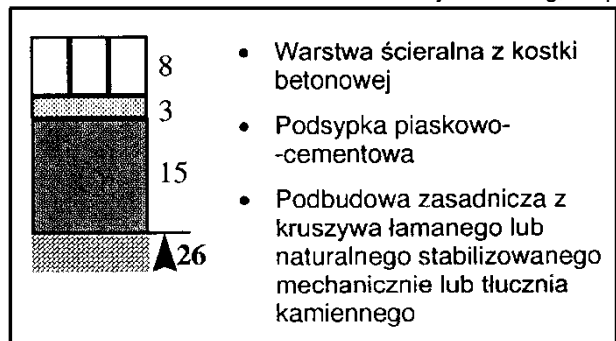 8
3
15
26
• Warstwa ścieralna z kostki
betonowej
• Podsypka piaskowo-
-cementowa
• Podbudowa zasadnicza z
kruszywa łamanego lub
naturalnego stabilizowanego
mechanicznie lub tłucznia
kamiennego